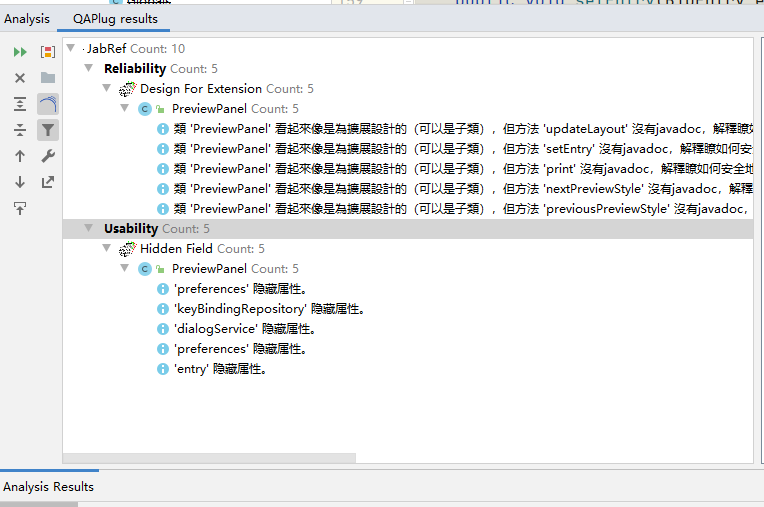 Globals
159
public void setEntry(BibEntry e
Analysis QAPlug results
JabRef Count: 10
Reliability Count: 5
Design For Extension Count: 5
PreviewPanel Count: 5
類 'PreviewPanel' 看起來像是為擴展設計的（可以是子類），但方法 'updateLayout' 沒有javadoc，解釋瞭如
類 'PreviewPanel' 看起來像是為擴展設計的（可以是子類），但方法 'setEntry' 沒有javadoc，解釋瞭如何安
類 'PreviewPanel' 看起來像是為擴展設計的（可以是子類），但方法 'print' 沒有javadoc，解釋瞭如何安全地
類 'PreviewPanel' 看起來像是為擴展設計的（可以是子類），但方法 'nextPreviewStyle' 沒有javadoc，解釋
類 'PreviewPanel' 看起來像是為擴展設計的（可以是子類），但方法 'previousPreviewStyle' 沒有javadoc，
Usability Count: 5
Hidden Field Count: 5
PreviewPanel Count: 5
'preferences' 隐藏属性。
'keyBindingRepository' 隐藏属性。
'dialogService' 隐藏属性。
'preferences' 隐藏属性。
'entry' 隐藏属性。
Analysis Results